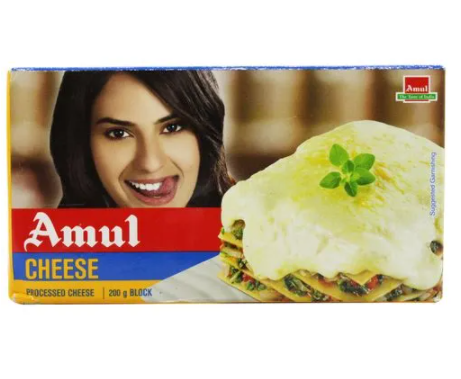 Amul
The Taste of India
Suggested Garnishing
Amul
CHEESE
PROCESSED CHEESE | 200 g BLOCK